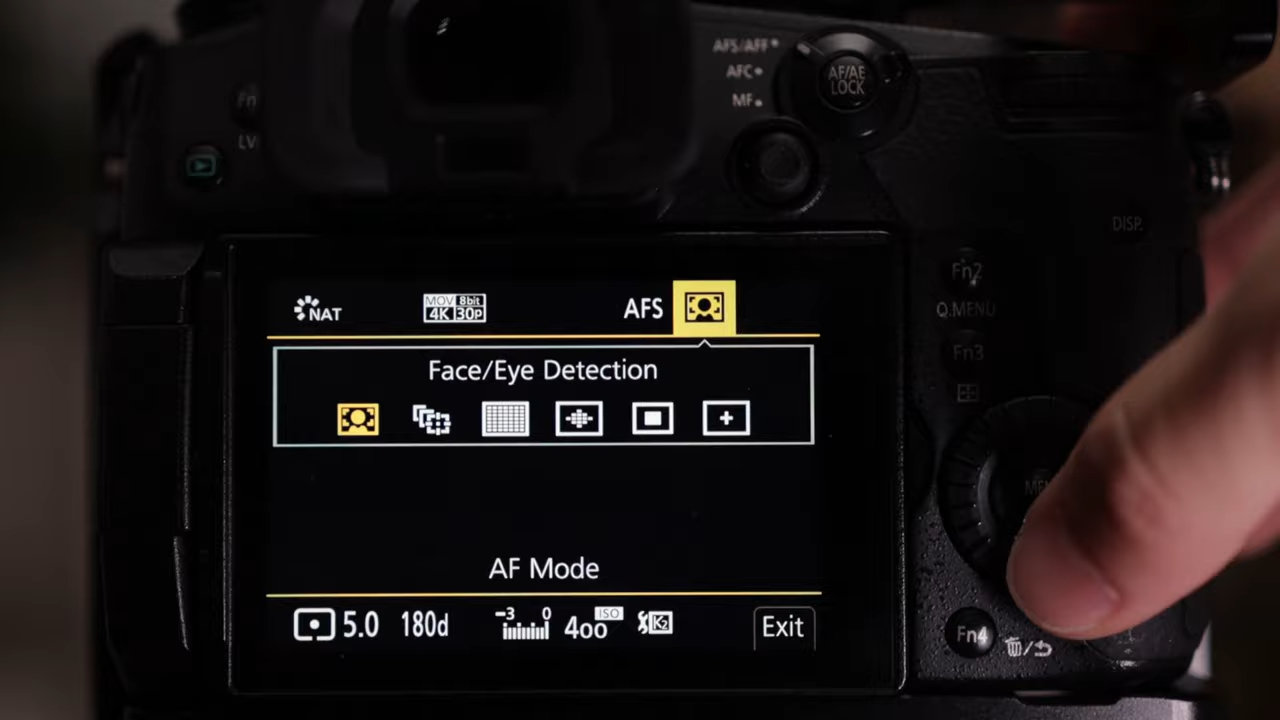 AFS/AFF
AFC
MF
AF/AE
LOCK
Fn
LV
DISP.
Fn2
Q.MENU
Fn3
NAT
MOV 8bit
4K 30p
AFS
Face/Eye Detection
AF Mode
5.0 180d
-3 0
ISO
400
K2
Exit
Fn4